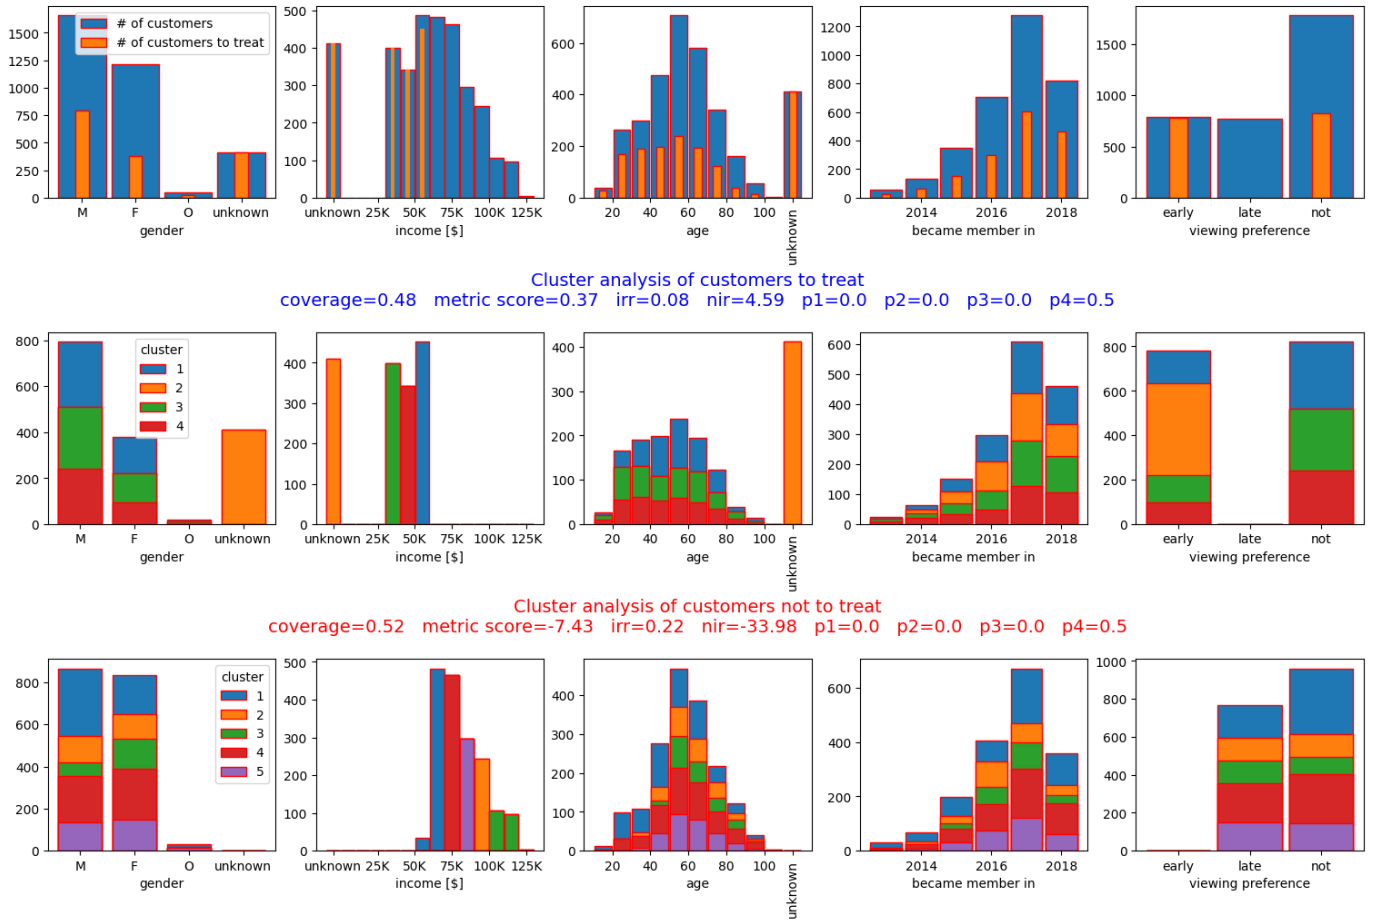 # of customers
# of customers to treat
1500
1250
1000
750
500
250
0
M F O unknown
gender
500
400
300
200
100
0
unknown 25K 50K 75K 100K 125K
income [$]
600
400
200
0
20 40 60 80 100 unknown
age
1200
1000
800
600
400
200
0
2014 2016 2018
became member in
1500
1000
500
0
early late not
viewing preference
Cluster analysis of customers to treat
coverage=0.48 metric score=0.37 irr=0.08 nir=4.59 p1=0.0 p2=0.0 p3=0.0 p4=0.5
800
600
400
200
0
cluster
1
2
3
4
M F O unknown
gender
400
300
200
100
0
unknown 25K 50K 75K 100K 125K
income [$]
400
300
200
100
0
20 40 60 80 100 unknown
age
600
500
400
300
200
100
0
2014 2016 2018
became member in
800
600
400
200
0
early late not
viewing preference
Cluster analysis of customers not to treat
coverage=0.52 metric score=-7.43 irr=0.22 nir=-33.98 p1=0.0 p2=0.0 p3=0.0 p4=0.5
800
600
400
200
0
cluster
1
2
3
4
5
M F O unknown
gender
500
400
300
200
100
0
unknown 25K 50K 75K 100K 125K
income [$]
400
300
200
100
0
20 40 60 80 100 unknown
age
600
400
200
0
2014 2016 2018
became member in
1000
800
600
400
200
0
early late not
viewing preference